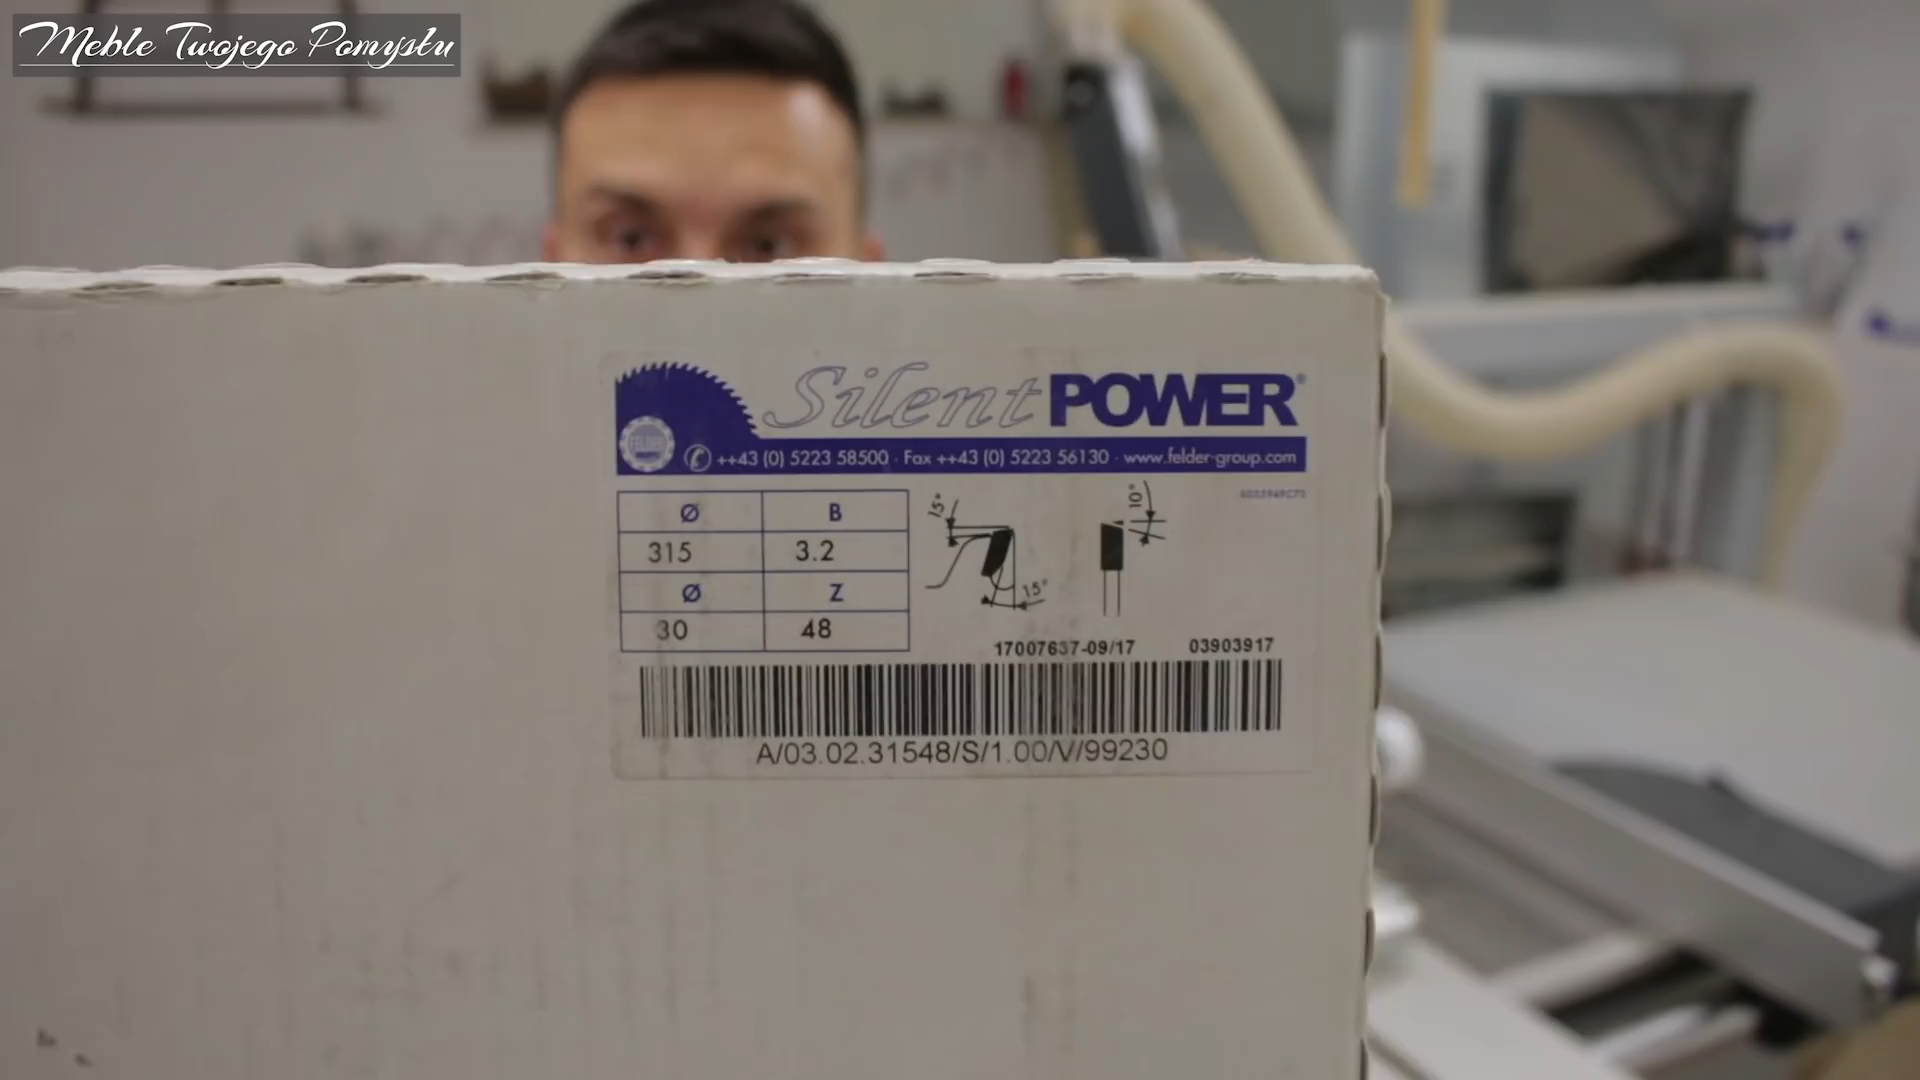 Meble Twojego Pomysłu
Silent POWER®
FELDER
++43 (0) 5223 58500 · Fax ++43 (0) 5223 56130 · www.felder-group.com
Ø B
315 3.2
Ø Z
30 48
15°
15°
10°
17007637-09/17 03903917
A/03.02.31548/S/1.00/V/99230